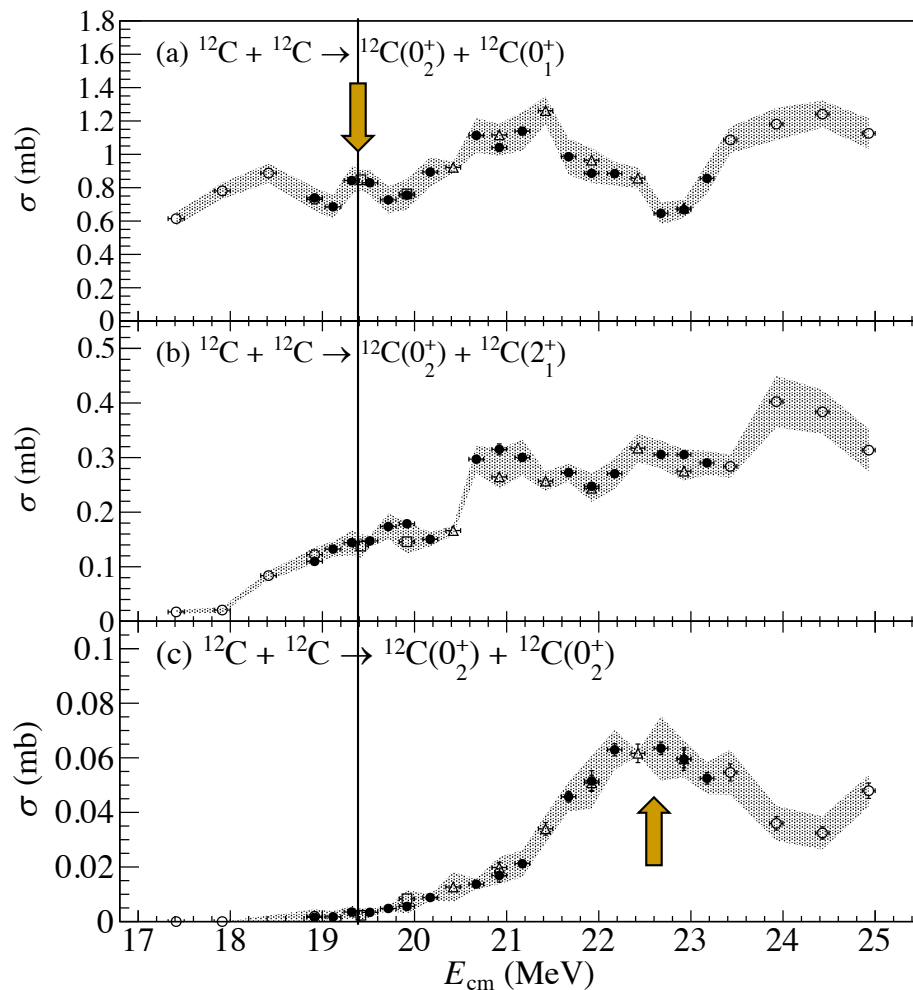 1.8
1.6
1.4
1.2
1
0.8
0.6
0.4
0.2
0
σ (mb)
(a) ¹²C + ¹²C → ¹²C(0₂⁺) + ¹²C(0₁⁺)
0.5
0.4
0.3
0.2
0.1
0
σ (mb)
(b) ¹²C + ¹²C → ¹²C(0₂⁺) + ¹²C(2₁⁺)
0.1
0.08
0.06
0.04
0.02
0
σ (mb)
(c) ¹²C + ¹²C → ¹²C(0₂⁺) + ¹²C(0₂⁺)
17 18 19 20 21 22 23 24 25
E_cm (MeV)